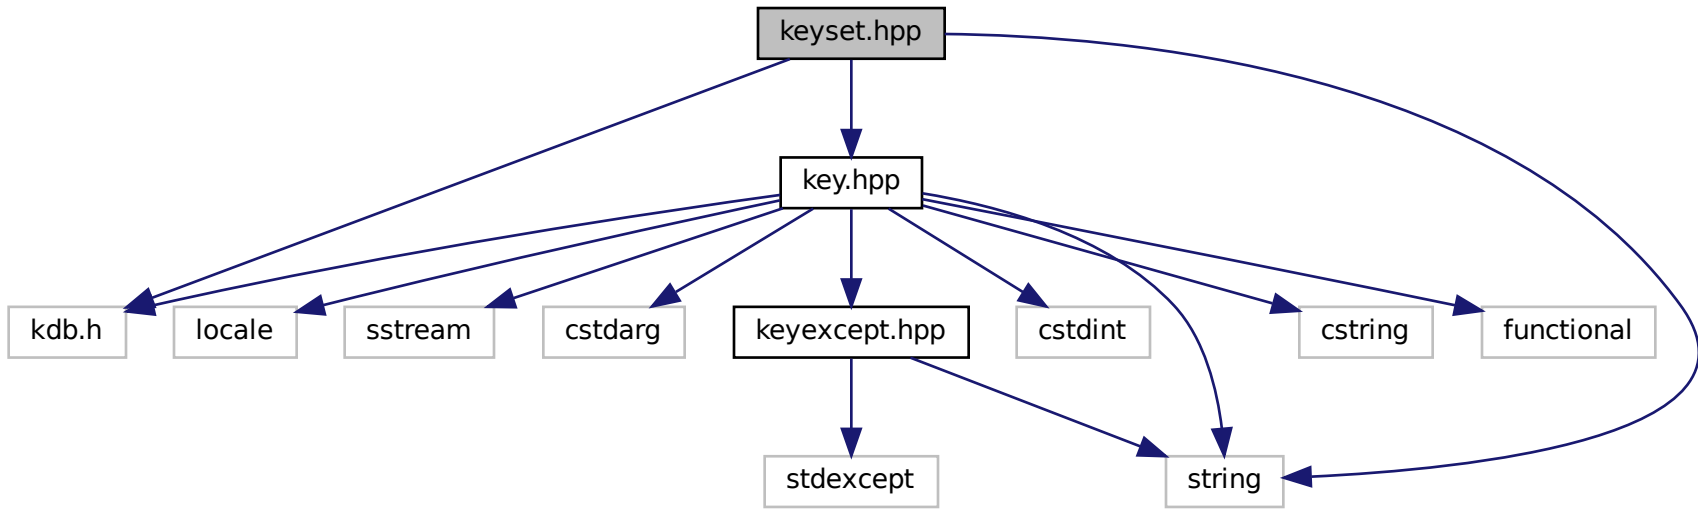 keyset.hpp
key.hpp
kdb.h
locale
sstream
cstdarg
keyexcept.hpp
cstdint
cstring
functional
stdexcept
string